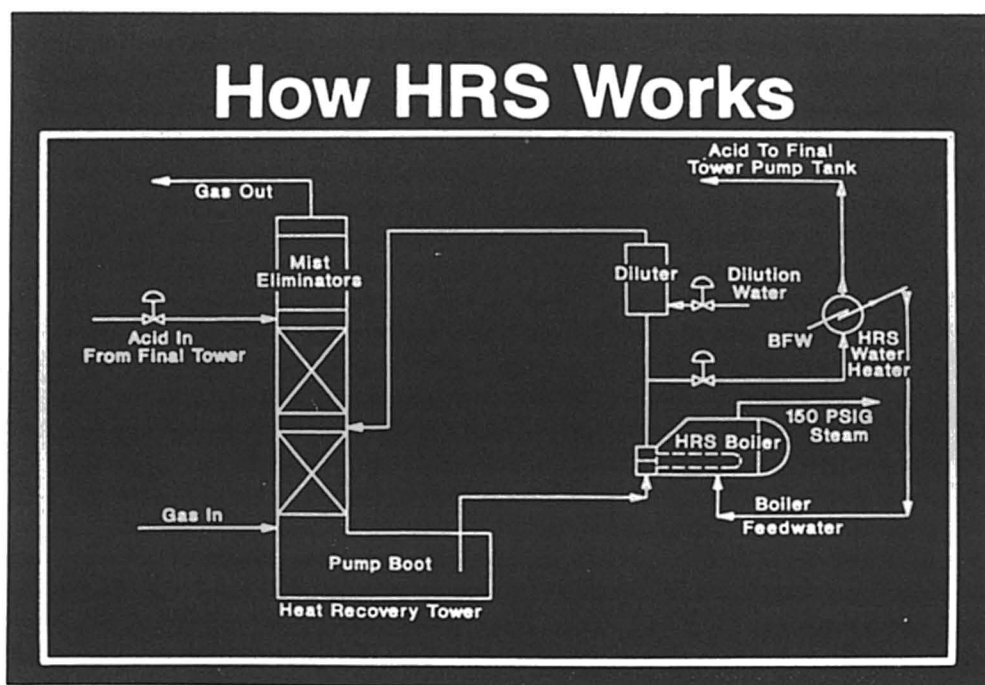 How HRS Works
Acid To Final
Tower Pump Tank
Gas Out
Mist
Eliminators
Diluter
Dilution
Water
Acid In
From Final Tower
BFW
HRS
Water
Heater
150 PSIG
Steam
HRS Boiler
Gas In
Boiler
Feedwater
Pump Boot
Heat Recovery Tower